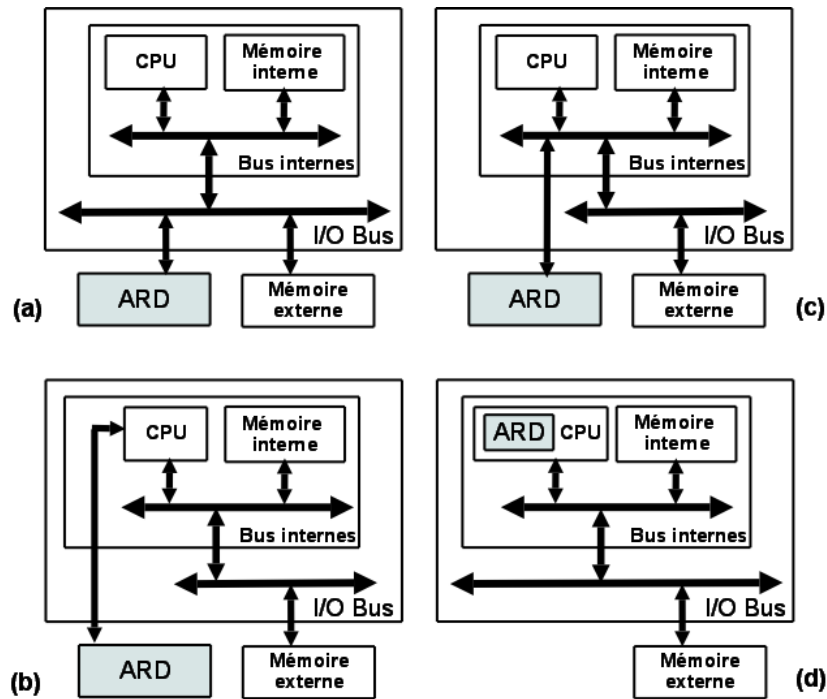 CPU
Mémoire
interne
Bus internes
I/O Bus
ARD
Mémoire
externe
(a)
CPU
Mémoire
interne
Bus internes
I/O Bus
ARD
Mémoire
externe
(c)
CPU
Mémoire
interne
Bus internes
I/O Bus
ARD
Mémoire
externe
(b)
ARD CPU
Mémoire
interne
Bus internes
I/O Bus
Mémoire
externe
(d)